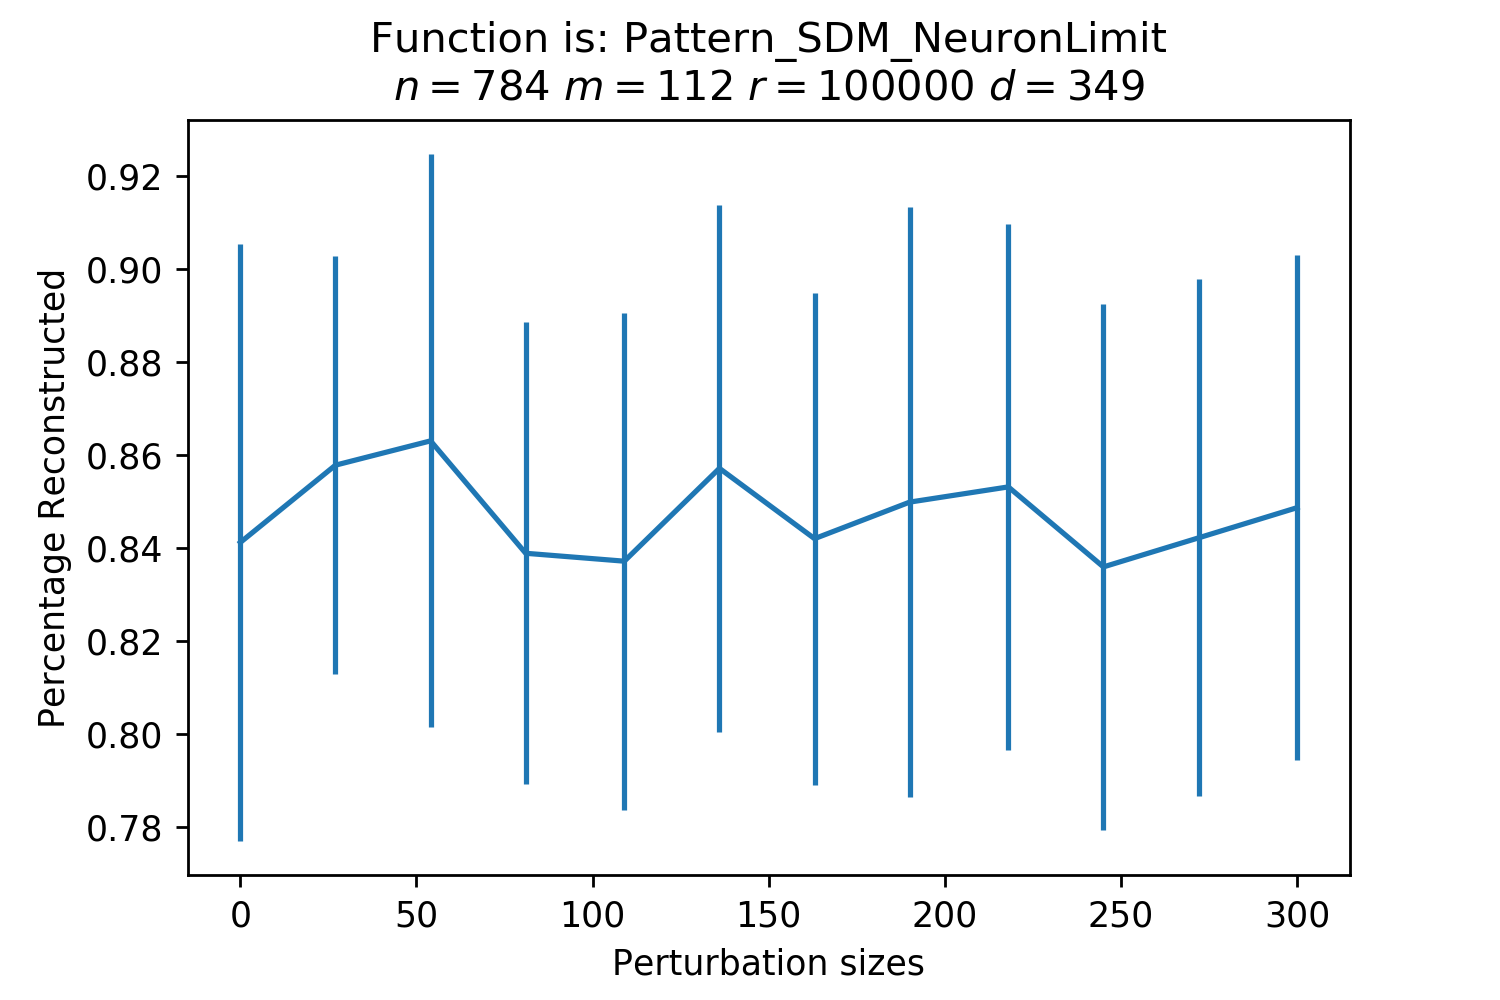 Function is: Pattern_SDM_NeuronLimit
n = 784 m = 112 r = 100000 d = 349
Percentage Reconstructed
0.92
0.90
0.88
0.86
0.84
0.82
0.80
0.78
0 50 100 150 200 250 300
Perturbation sizes